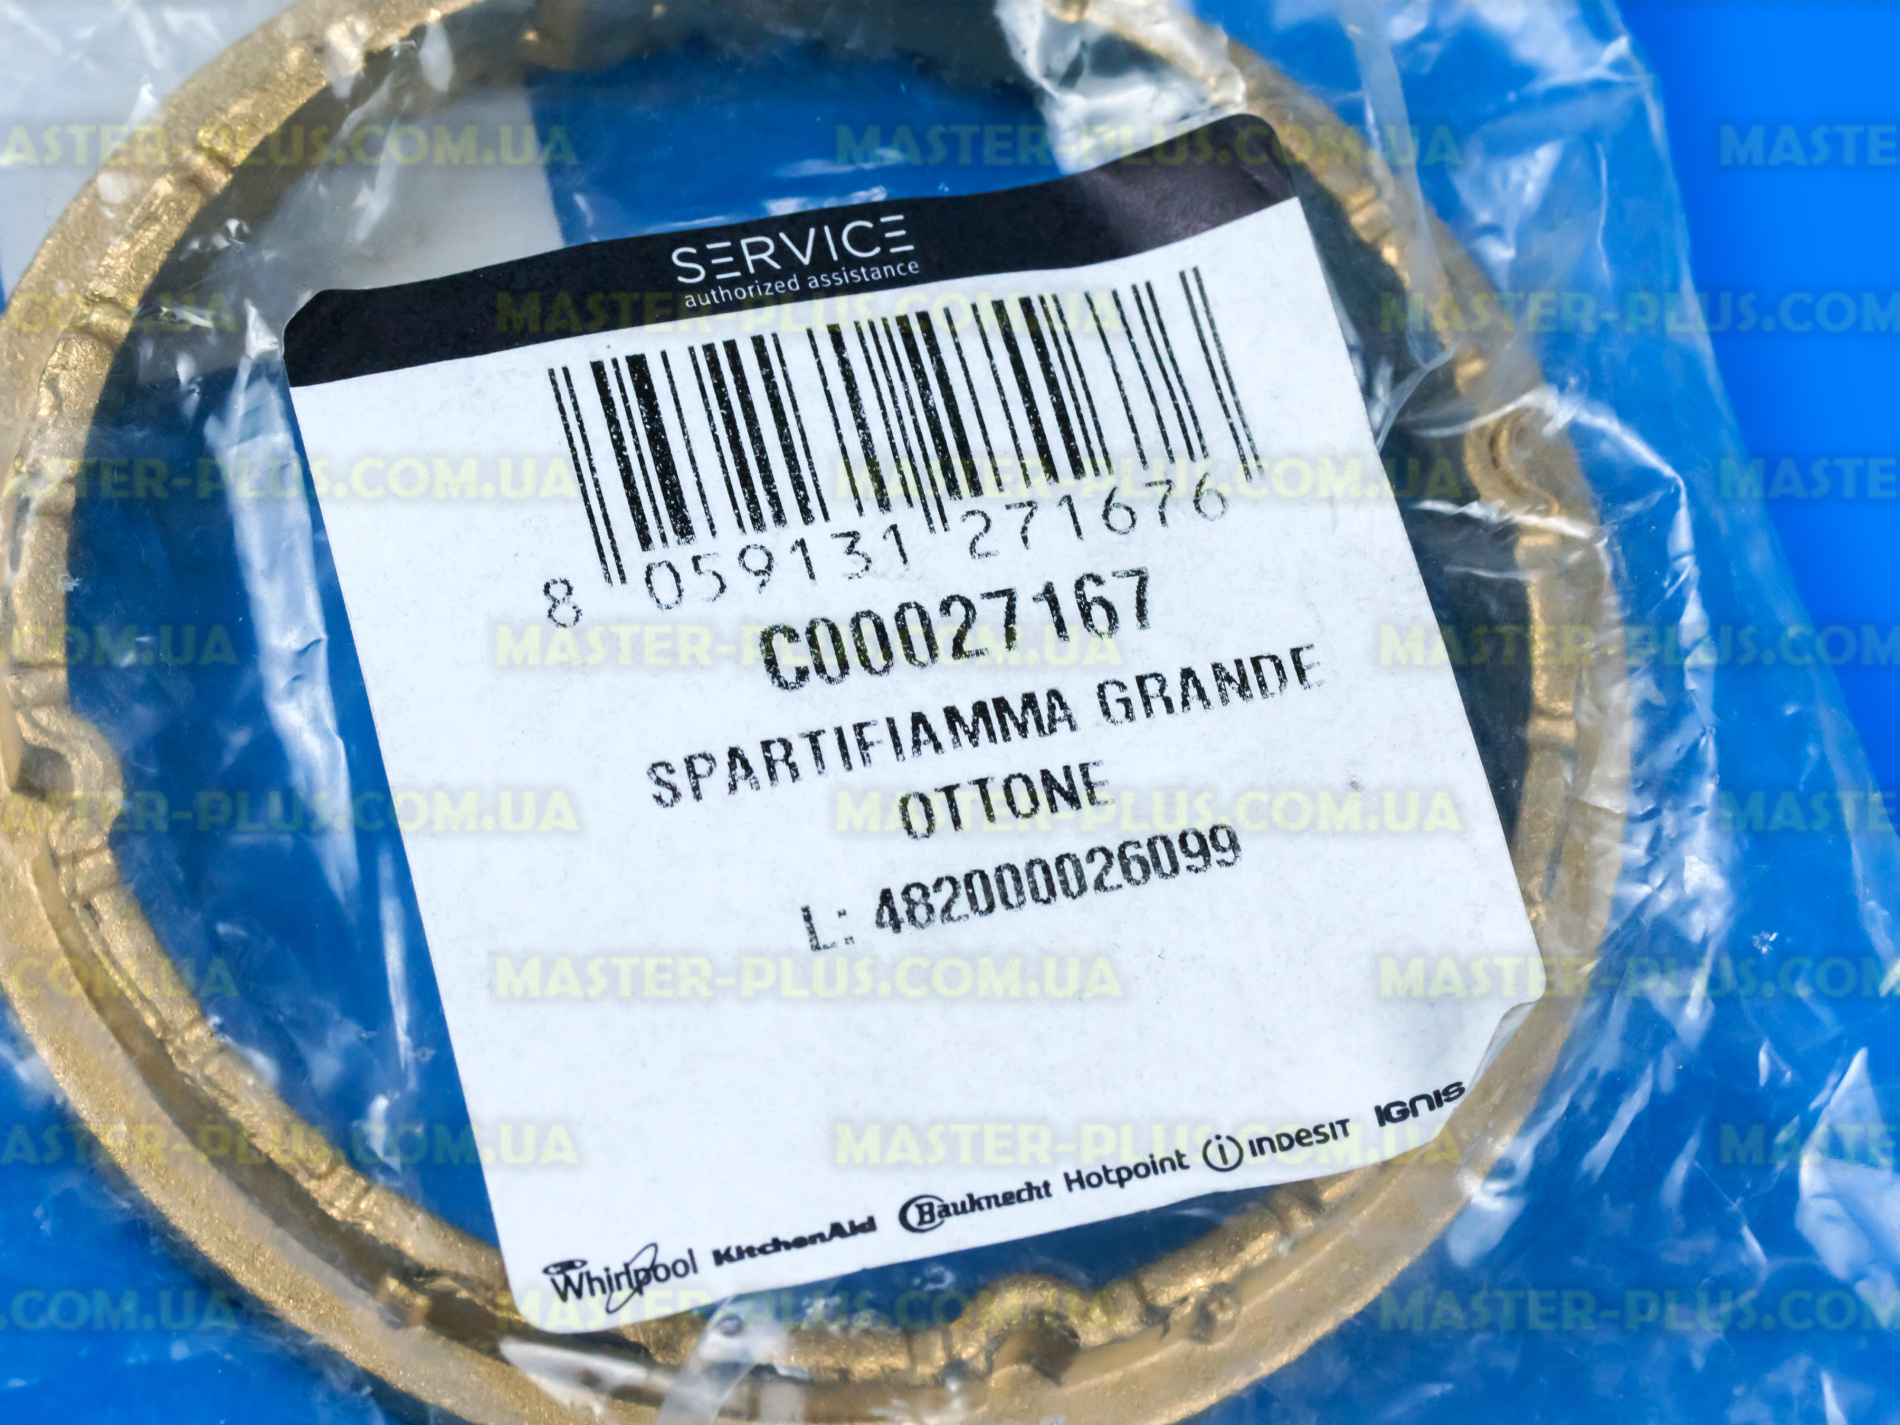 SERVICE
authorized assistance
8 059131 271676
C00027167
SPARTIFIAMMA GRANDE
OTTONE
L: 482000026099
Whirlpool KitchenAid Bauknecht Hotpoint indesit IGNIS
MASTER-PLUS.COM.UA